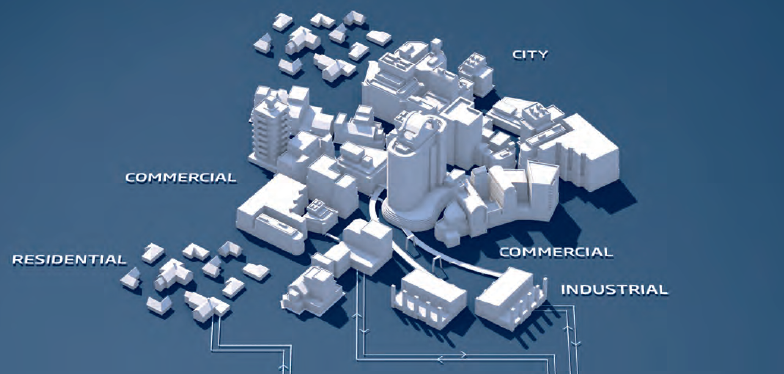 CITY
COMMERCIAL
RESIDENTIAL
COMMERCIAL
INDUSTRIAL